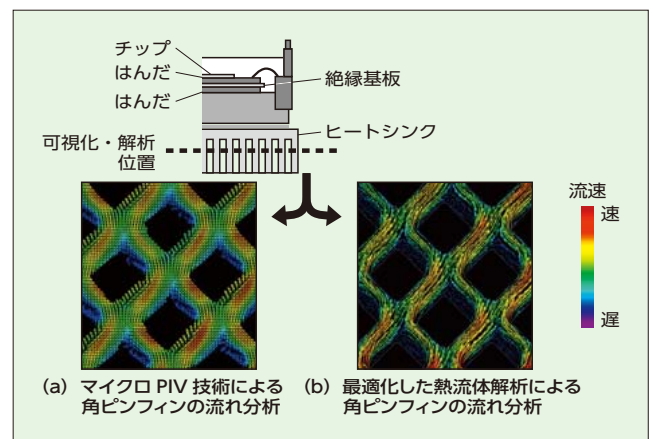 チップ
はんだ
はんだ
絶縁基板
ヒートシンク
可視化・解析
位置
流速
速
遅
(a) マイクロ PIV 技術による
角ピンフィンの流れ分析
(b) 最適化した熱流体解析による
角ピンフィンの流れ分析